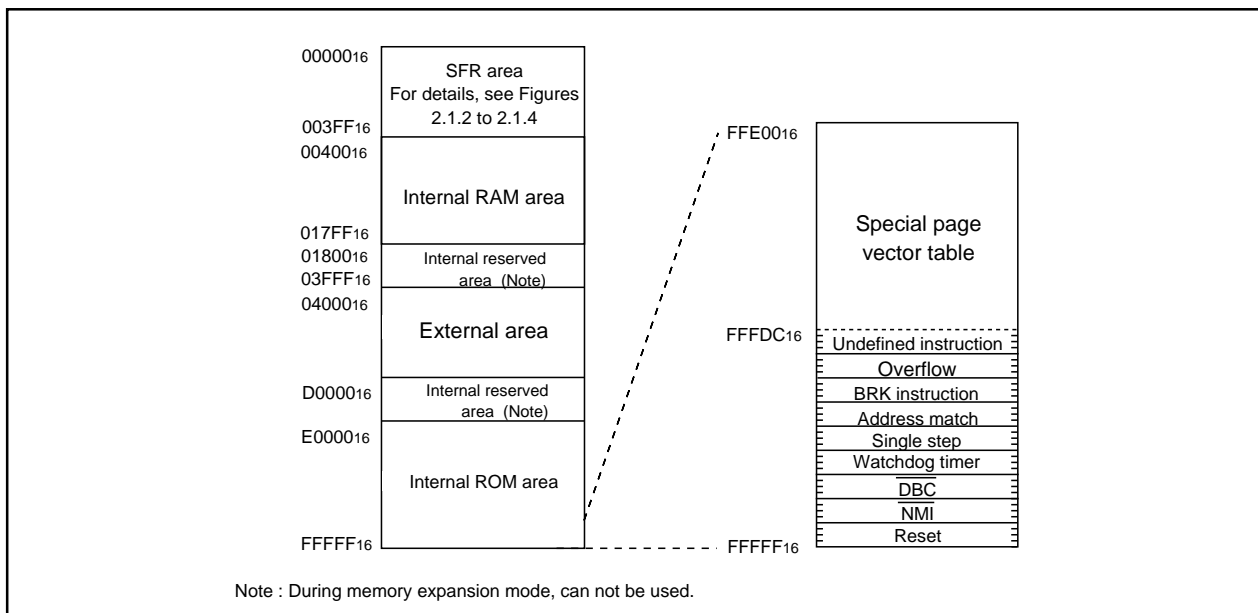 0000016
SFR area
For details, see Figures
2.1.2 to 2.1.4
003FF16
0040016
Internal RAM area
017FF16
0180016
Internal reserved
area (Note)
03FFF16
0400016
External area
D000016
Internal reserved
area (Note)
E000016
Internal ROM area
FFFFF16
FFE0016
Special page
vector table
FFFDC16
Undefined instruction
Overflow
BRK instruction
Address match
Single step
Watchdog timer
DBC
NMI
Reset
FFFFF16
Note : During memory expansion mode, can not be used.